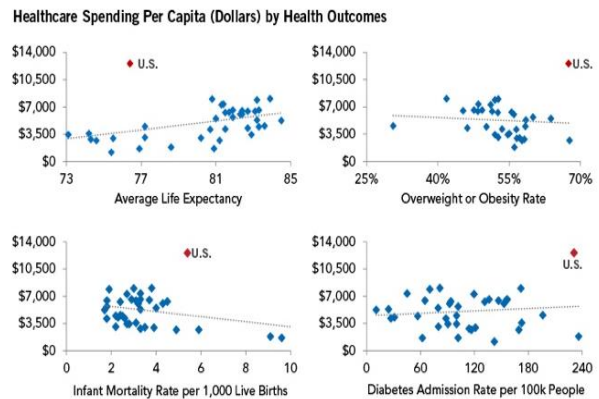 Healthcare Spending Per Capita (Dollars) by Health Outcomes
$14,000
$10,500
$7,000
$3,500
$0
U.S.
73 77 81 85
Average Life Expectancy
$14,000
$10,500
$7,000
$3,500
$0
U.S.
25% 40% 55% 70%
Overweight or Obesity Rate
$14,000
$10,500
$7,000
$3,500
$0
U.S.
0 2 4 6 8 10
Infant Mortality Rate per 1,000 Live Births
$14,000
$10,500
$7,000
$3,500
$0
U.S.
0 60 120 180 240
Diabetes Admission Rate per 100k People